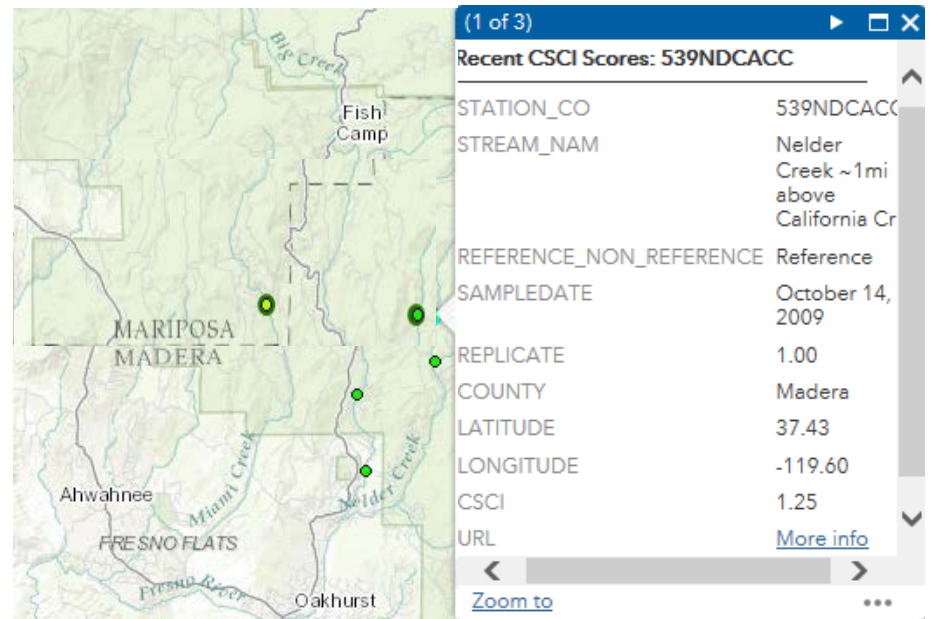 Big Creek
Fish
Camp
MARIPOSA
MADERA
Ahwahnee
Miami Creek
Nelder Creek
FRESNO FLATS
Fresno River
Oakhurst
(1 of 3)
Recent CSCI Scores: 539NDCACC
STATION_CO 539NDCACC
STREAM_NAM Nelder
Creek ~1mi
above
California Cr
REFERENCE_NON_REFERENCE Reference
SAMPLEDATE October 14,
2009
REPLICATE 1.00
COUNTY Madera
LATITUDE 37.43
LONGITUDE -119.60
CSCI 1.25
URL More info
Zoom to